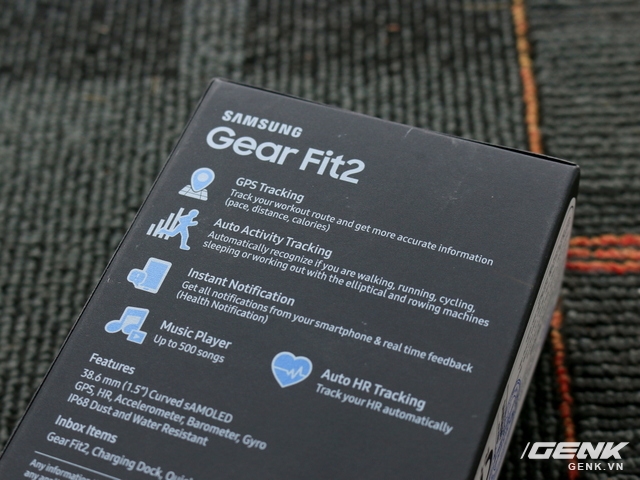 SAMSUNG
Gear Fit2
GPS Tracking
Track your workout route and get more accurate information
(pace, distance, calories)
Auto Activity Tracking
Automatically recognize if you are walking, running, cycling,
sleeping or working out with the elliptical and rowing machines
Instant Notification
Get all notifications from your smartphone & real time feedback
(Health Notification)
Music Player
Up to 500 songs
Auto HR Tracking
Track your HR automatically
Features
38.6 mm (1.5") Curved sAMOLED
GPS, HR, Accelerometer, Barometer, Gyro
IP68 Dust and Water Resistant
Inbox Items
Gear Fit2, Charging Dock,
Any information
GENK
GENK.VN